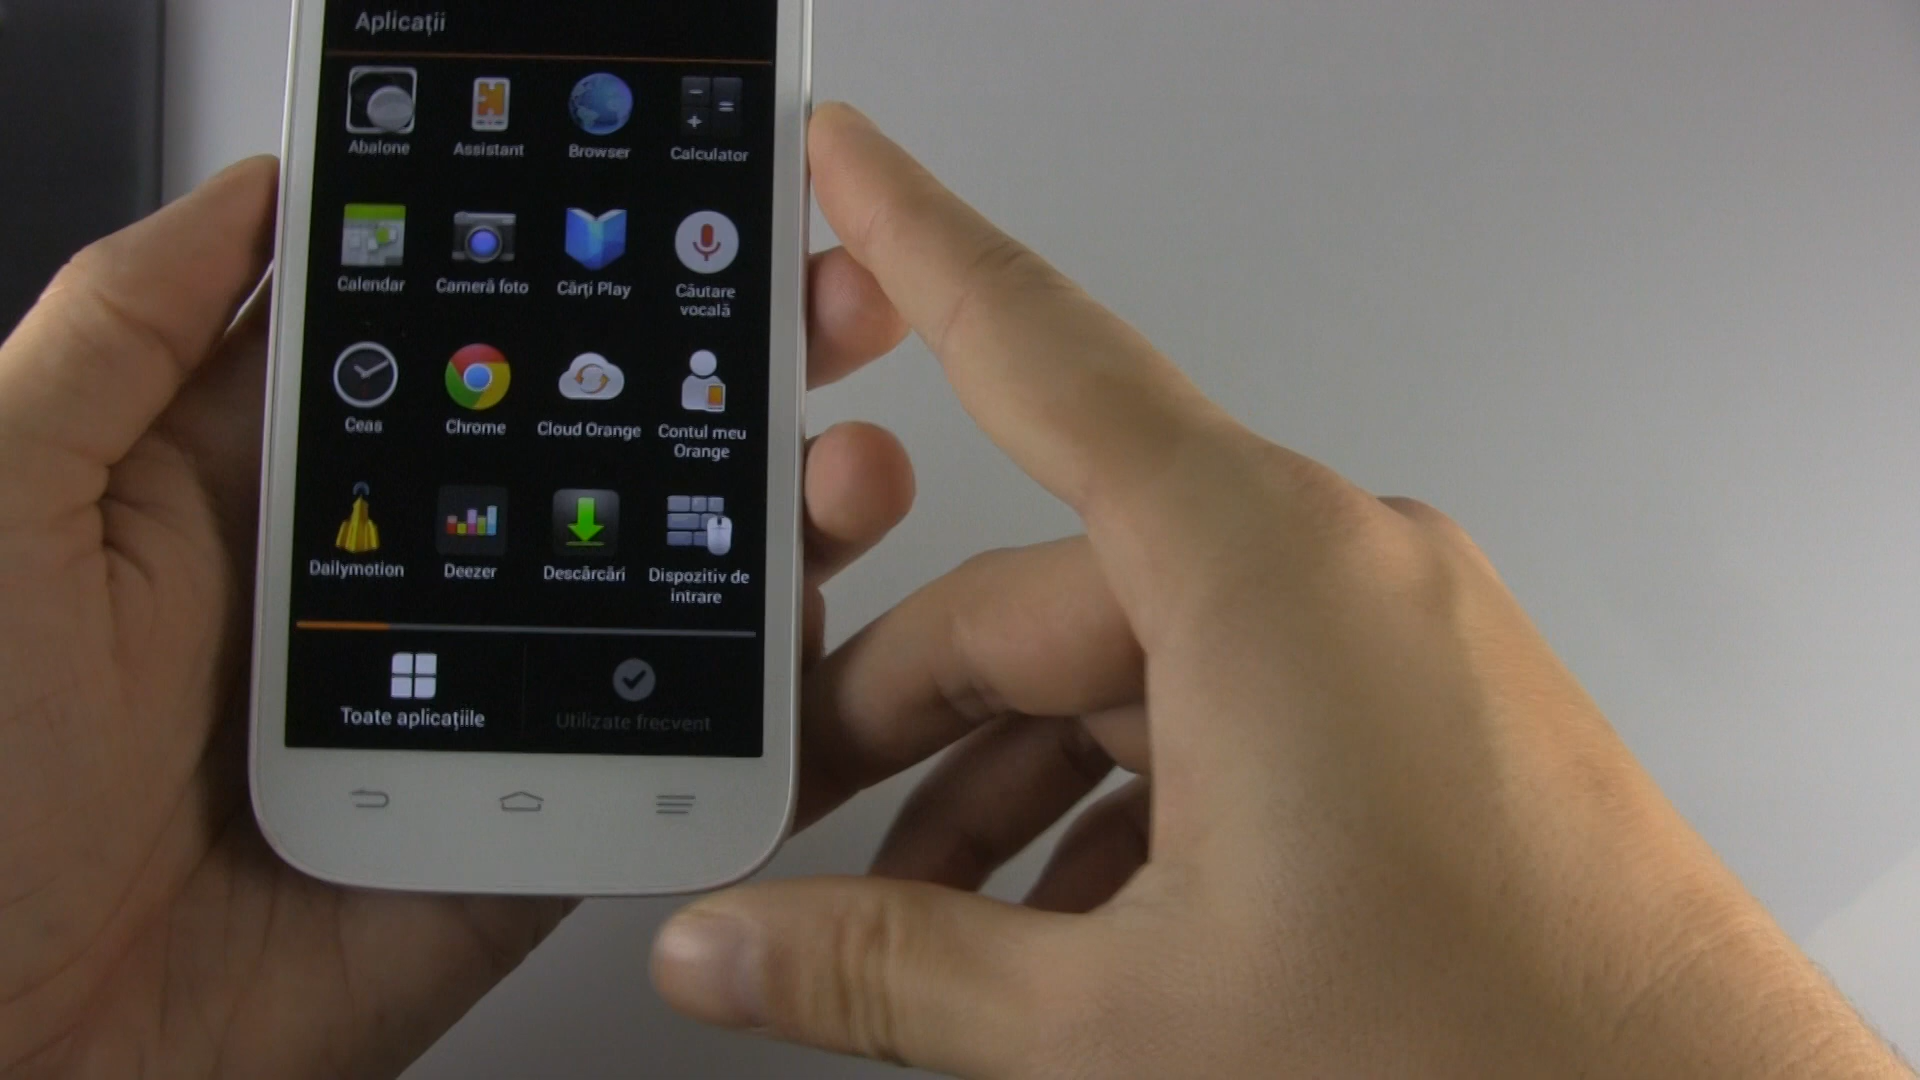 Aplicații
Abalone
Assistant
Browser
Calculator
Calendar
Cameră foto
Cărți Play
Căutare
vocală
Ceas
Chrome
Cloud Orange
Contul meu
Orange
Dailymotion
Deezer
Descărcări
Dispozitiv de
intrare
Toate aplicațiile
Utilizate frecvent